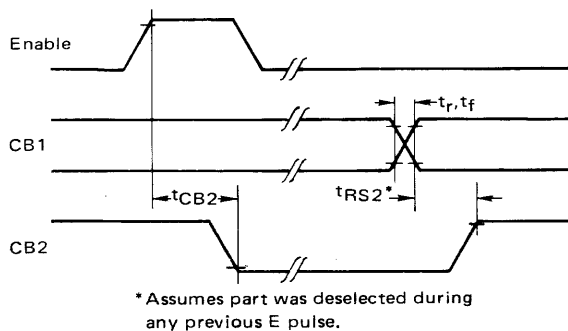 Enable
CB1
tr, tf
tCB2
tRS2*
CB2
*Assumes part was deselected during
any previous E pulse.